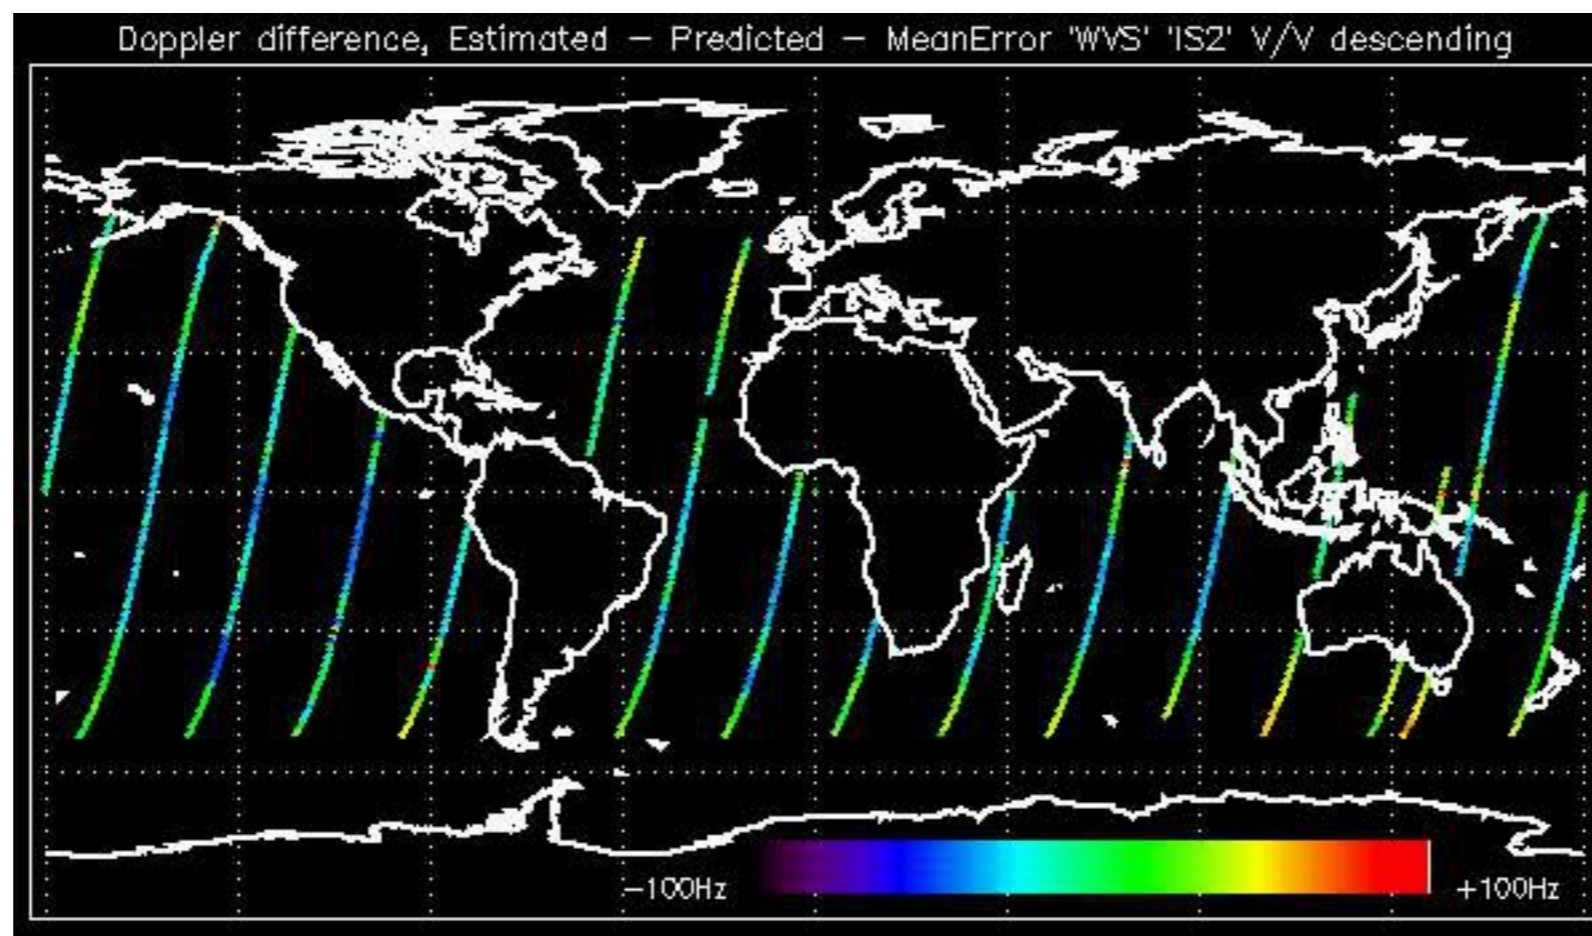 Doppler difference, Estimated - Predicted - MeanError 'WVS' 'IS2' V/V descending
-100Hz +100Hz